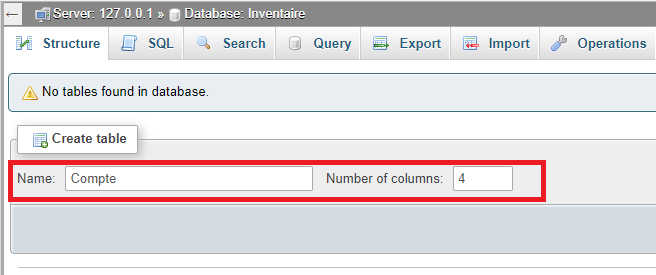 ← Server: 127.0.0.1 » Database: Inventaire
Structure SQL Search Query Export Import Operations
No tables found in database.
Create table
Name: Compte Number of columns: 4